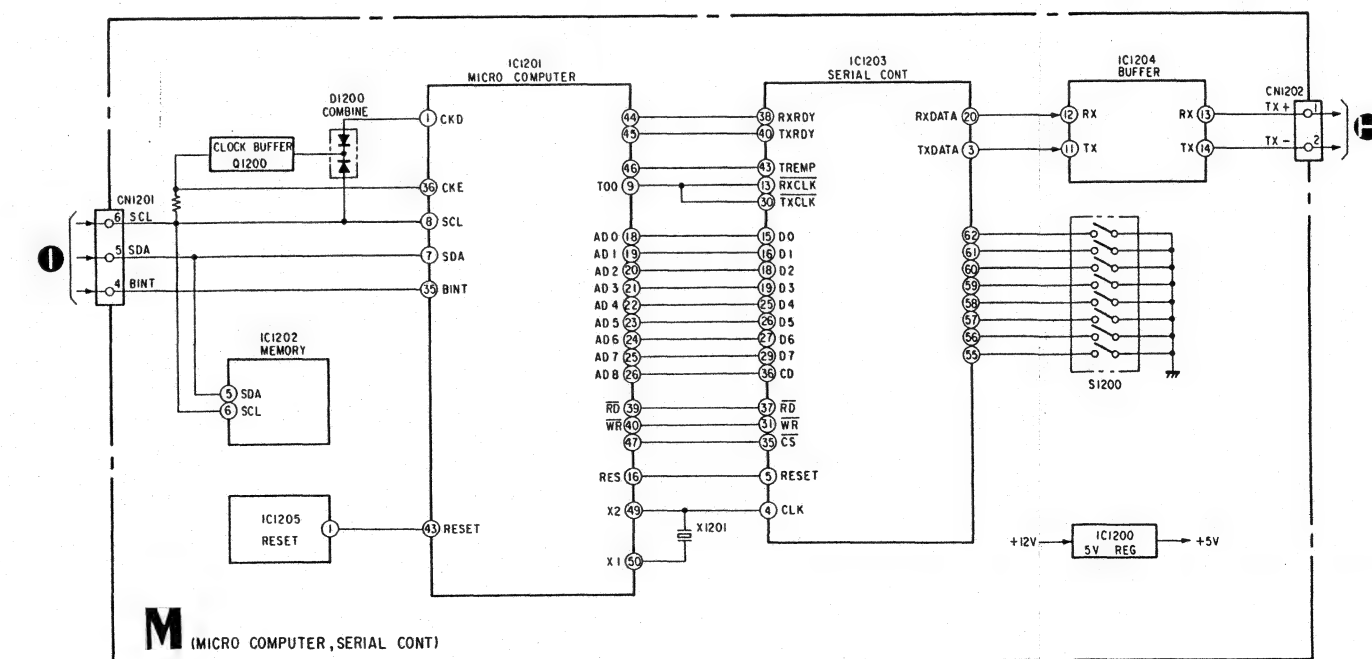 IC1201
MICRO COMPUTER
IC1203
SERIAL CONT
IC1204
BUFFER
CN1202
D1200
COMBINE
CLOCK BUFFER
Q1200
CN1201
6 SCL
5 SDA
4 BINT
I
1 CKD
36 CKE
8 SCL
7 SDA
35 BINT
43 RESET
IC1202
MEMORY
5 SDA
6 SCL
IC1205
RESET
1
44
45
46
TO0 9
AD0 18
AD1 19
AD2 20
AD3 21
AD4 22
AD5 23
AD6 24
AD7 25
AD8 26
RD 39
WR 40
47
RES 16
X2 49
X1 50
X1201
38 RXRDY
40 TXRDY
43 TREMP
13 RXCLK
30 TXCLK
15 D0
16 D1
18 D2
19 D3
25 D4
26 D5
27 D6
29 D7
36 CD
37 RD
31 WR
35 CS
5 RESET
4 CLK
RXDATA 20
TXDATA 3
62
61
60
59
58
57
56
55
12 RX
11 TX
RX 13
TX 14
TX+ 1
TX- 2
S1200
+12V
IC1200
5V REG
+5V
M (MICRO COMPUTER, SERIAL CONT)